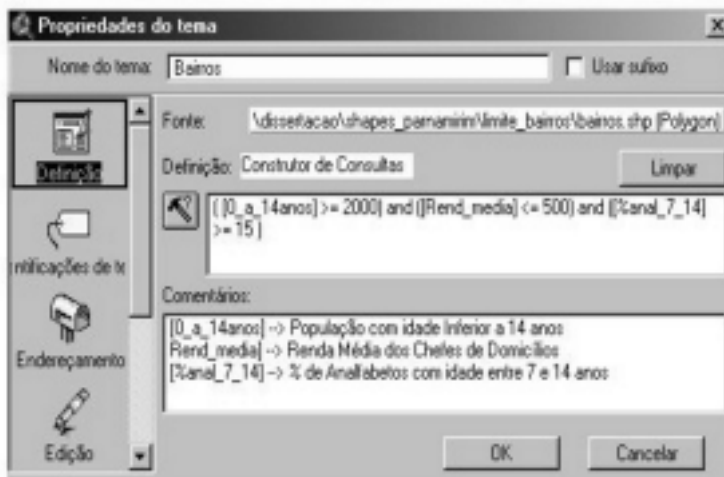 Propriedades do tema
Nome do tema: Bairros
Usar sufixo
Definição
ntificações de te
Endereçamento
Edição
Fonte: \dissertacao\shapes_parnamirim\limite_bairros\bairros.shp (Polygon)
Definição: Construtor de Consultas
Limpar
( [0_a_14anos] >= 2000) and ([Rend_media] <= 500) and ([%anal_7_14]
>= 15 )
Comentários:
[0_a_14anos] --> População com idade Inferior a 14 anos
Rend_media] --> Renda Média dos Chefes de Domicílios
[%anal_7_14] --> % de Analfabetos com idade entre 7 e 14 anos
OK
Cancelar